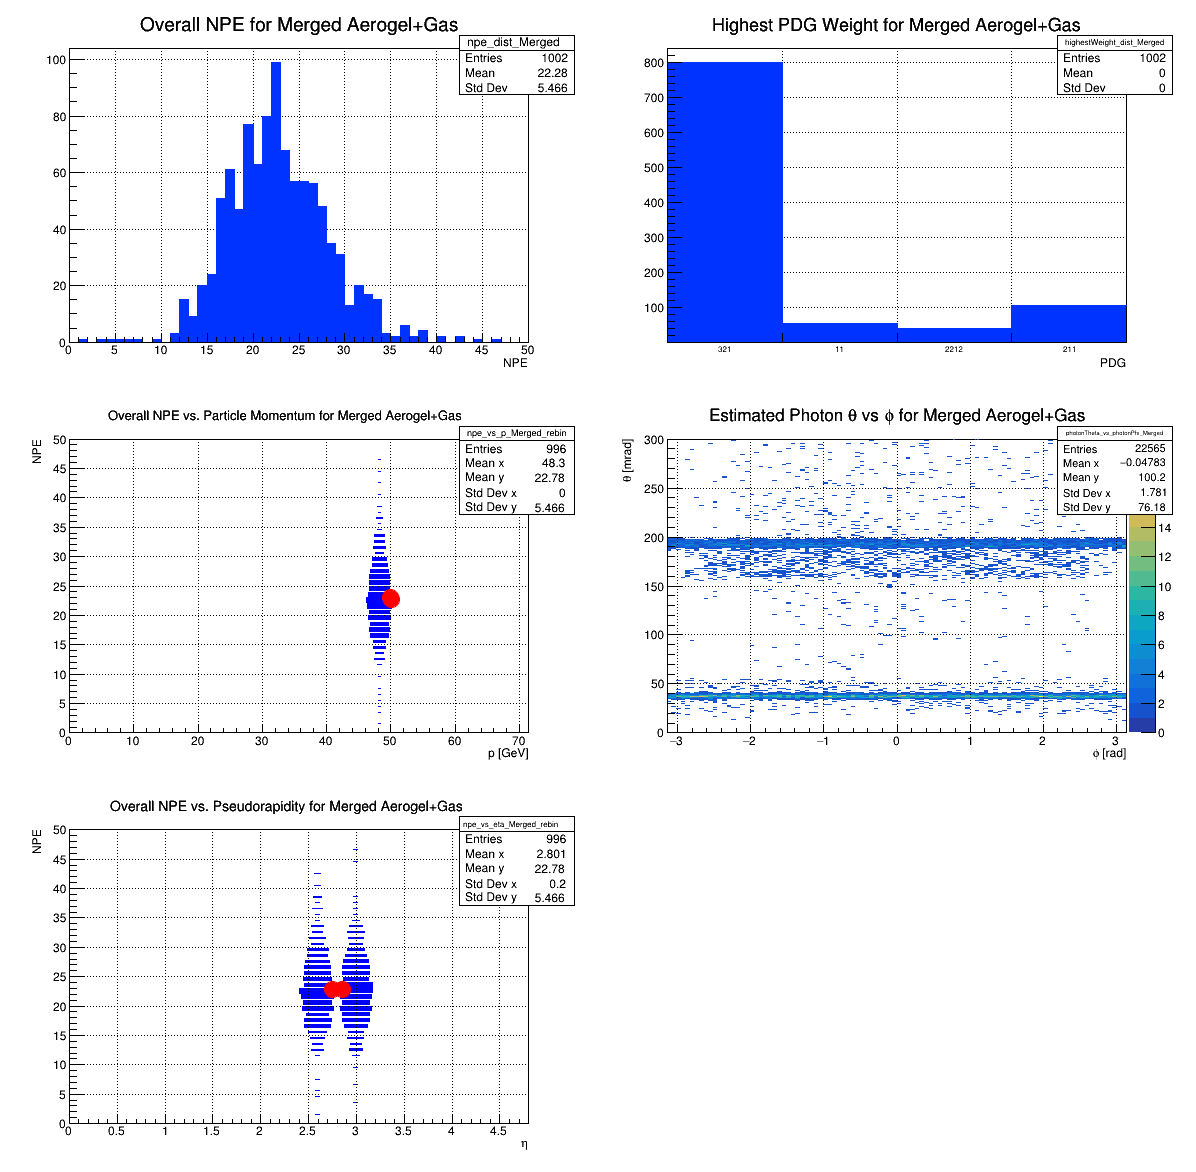 Overall NPE for Merged Aerogel+Gas
npe_dist_Merged
Entries 1002
Mean 22.28
Std Dev 5.466
100
80
60
40
20
0
0 5 10 15 20 25 30 35 40 45 50
NPE
Highest PDG Weight for Merged Aerogel+Gas
highestWeight_dist_Merged
Entries 1002
Mean 0
Std Dev 0
800
700
600
500
400
300
200
100
321 11 2212 211
PDG
Overall NPE vs. Particle Momentum for Merged Aerogel+Gas
npe_vs_p_Merged_rebin
Entries 996
Mean x 48.3
Mean y 22.78
Std Dev x 0
Std Dev y 5.466
NPE
50
45
40
35
30
25
20
15
10
5
0
0 10 20 30 40 50 60 70
p [GeV]
Estimated Photon θ vs ϕ for Merged Aerogel+Gas
photonTheta_vs_photonPhi_Merged
Entries 22565
Mean x −0.04783
Mean y 100.2
Std Dev x 1.781
Std Dev y 76.18
θ [mrad]
300
250
200
150
100
50
0
−3 −2 −1 0 1 2 3
ϕ [rad]
14
12
10
8
6
4
2
0
Overall NPE vs. Pseudorapidity for Merged Aerogel+Gas
npe_vs_eta_Merged_rebin
Entries 996
Mean x 2.801
Mean y 22.78
Std Dev x 0.2
Std Dev y 5.466
NPE
50
45
40
35
30
25
20
15
10
5
0
0 0.5 1 1.5 2 2.5 3 3.5 4 4.5
η